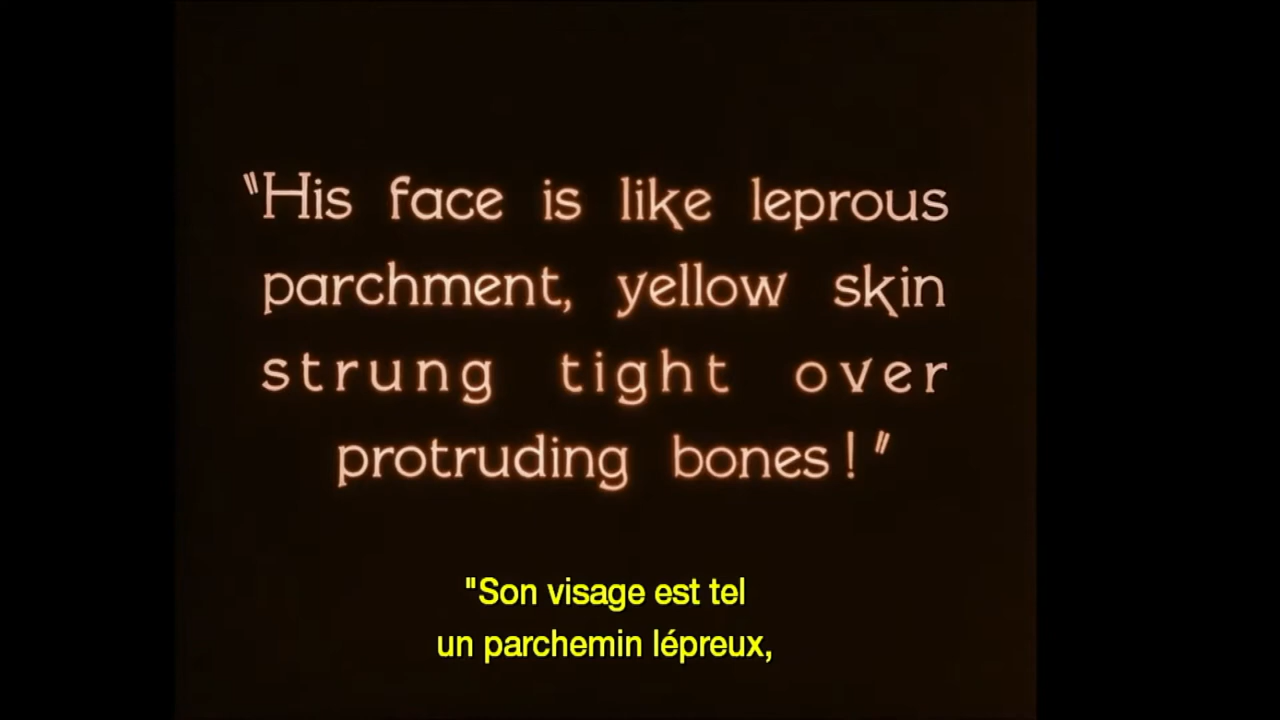 "His face is like leprous
parchment, yellow skin
strung tight over
protruding bones!"
"Son visage est tel
un parchemin lépreux,